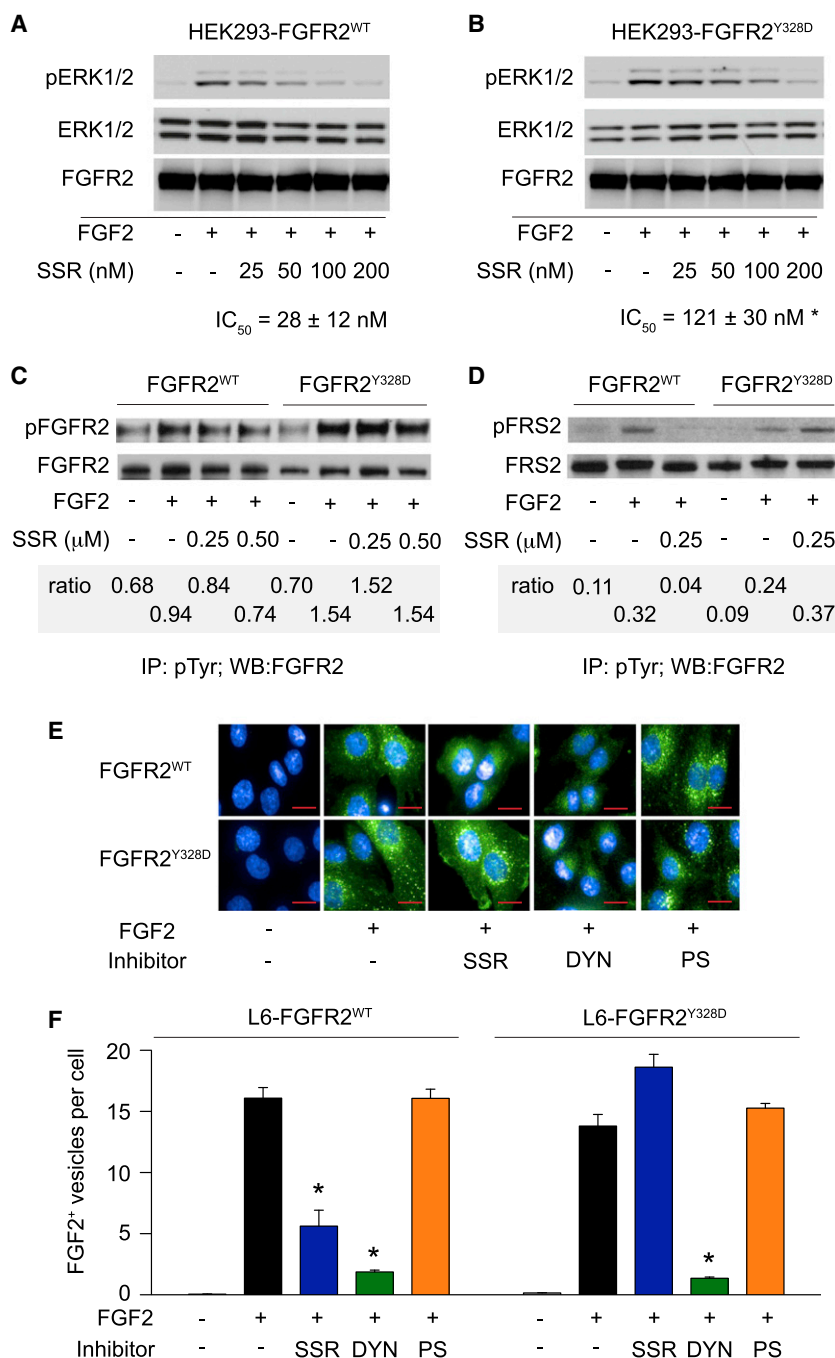 A
HEK293-FGFR2WT
pERK1/2
ERK1/2
FGFR2
FGF2 - + + + + +
SSR (nM) - - 25 50 100 200
IC50 = 28 ± 12 nM
B
HEK293-FGFR2Y328D
pERK1/2
ERK1/2
FGFR2
FGF2 - + + + + +
SSR (nM) - - 25 50 100 200
IC50 = 121 ± 30 nM *
C
FGFR2WT FGFR2Y328D
pFGFR2
FGFR2
FGF2 - + + + - + + +
SSR (µM) - - 0.25 0.50 - - 0.25 0.50
ratio 0.68 0.84 0.70 1.52
0.94 0.74 1.54 1.54
IP: pTyr; WB:FGFR2
D
FGFR2WT FGFR2Y328D
pFRS2
FRS2
FGF2 - + + - + +
SSR (µM) - - 0.25 - - 0.25
ratio 0.11 0.04 0.24
0.32 0.09 0.37
IP: pTyr; WB:FGFR2
E
FGFR2WT
FGFR2Y328D
FGF2 - + + + +
Inhibitor - - SSR DYN PS
F
L6-FGFR2WT L6-FGFR2Y328D
FGF2+ vesicles per cell
20
15
10
5
0
* * *
FGF2 - + + + + - + + + +
Inhibitor - - SSR DYN PS - - SSR DYN PS